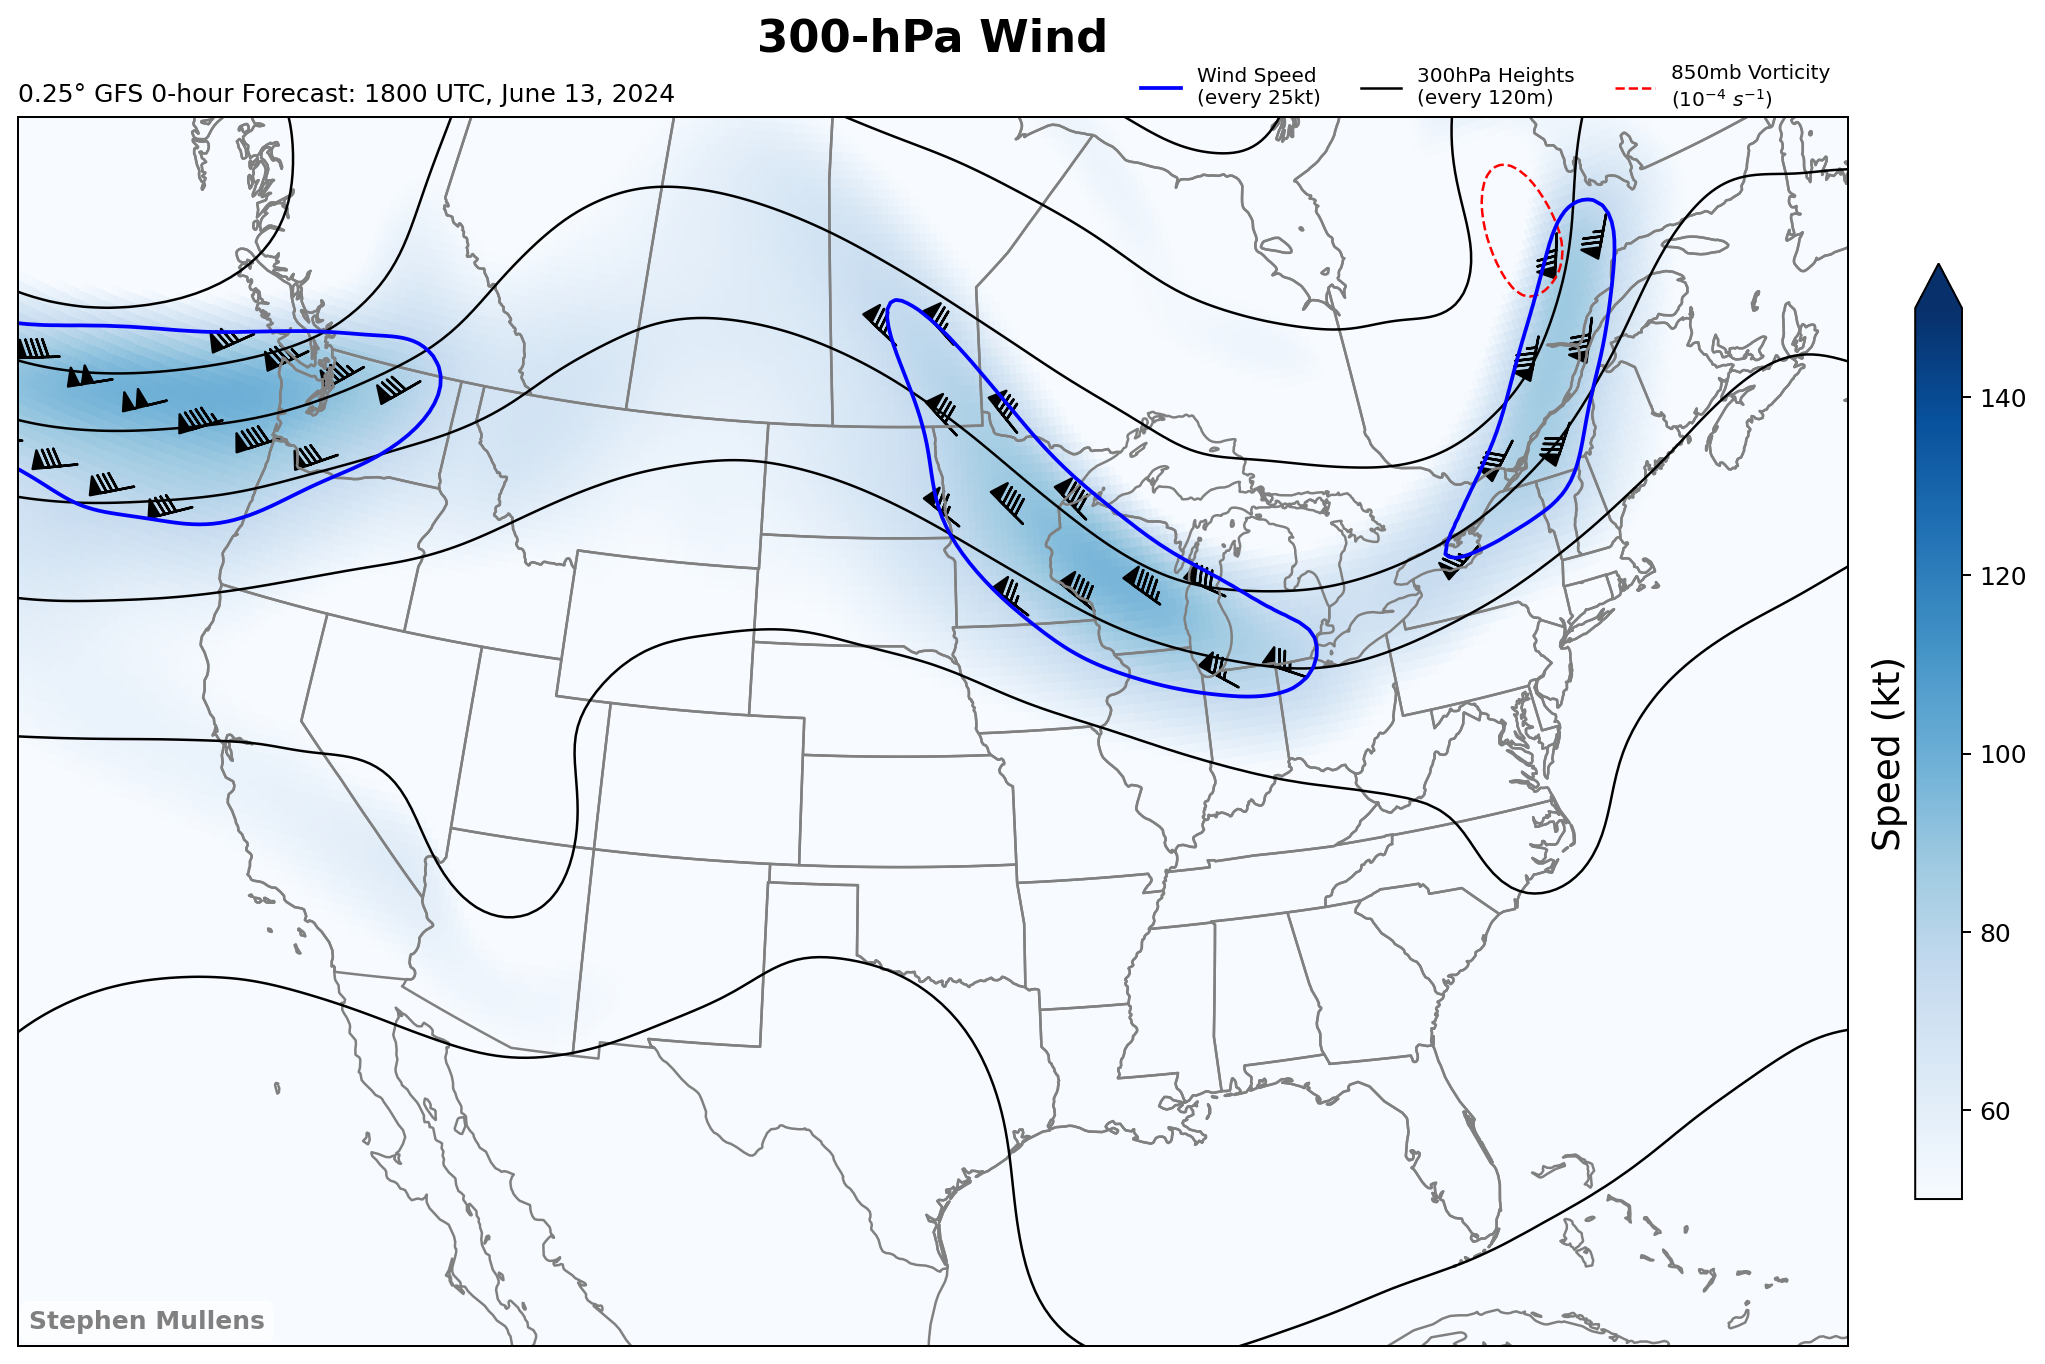 300-hPa Wind
0.25° GFS 0-hour Forecast: 1800 UTC, June 13, 2024
Wind Speed
(every 25kt)
300hPa Heights
(every 120m)
850mb Vorticity
(10⁻⁴ s⁻¹)
140
120
100
80
60
Speed (kt)
Stephen Mullens